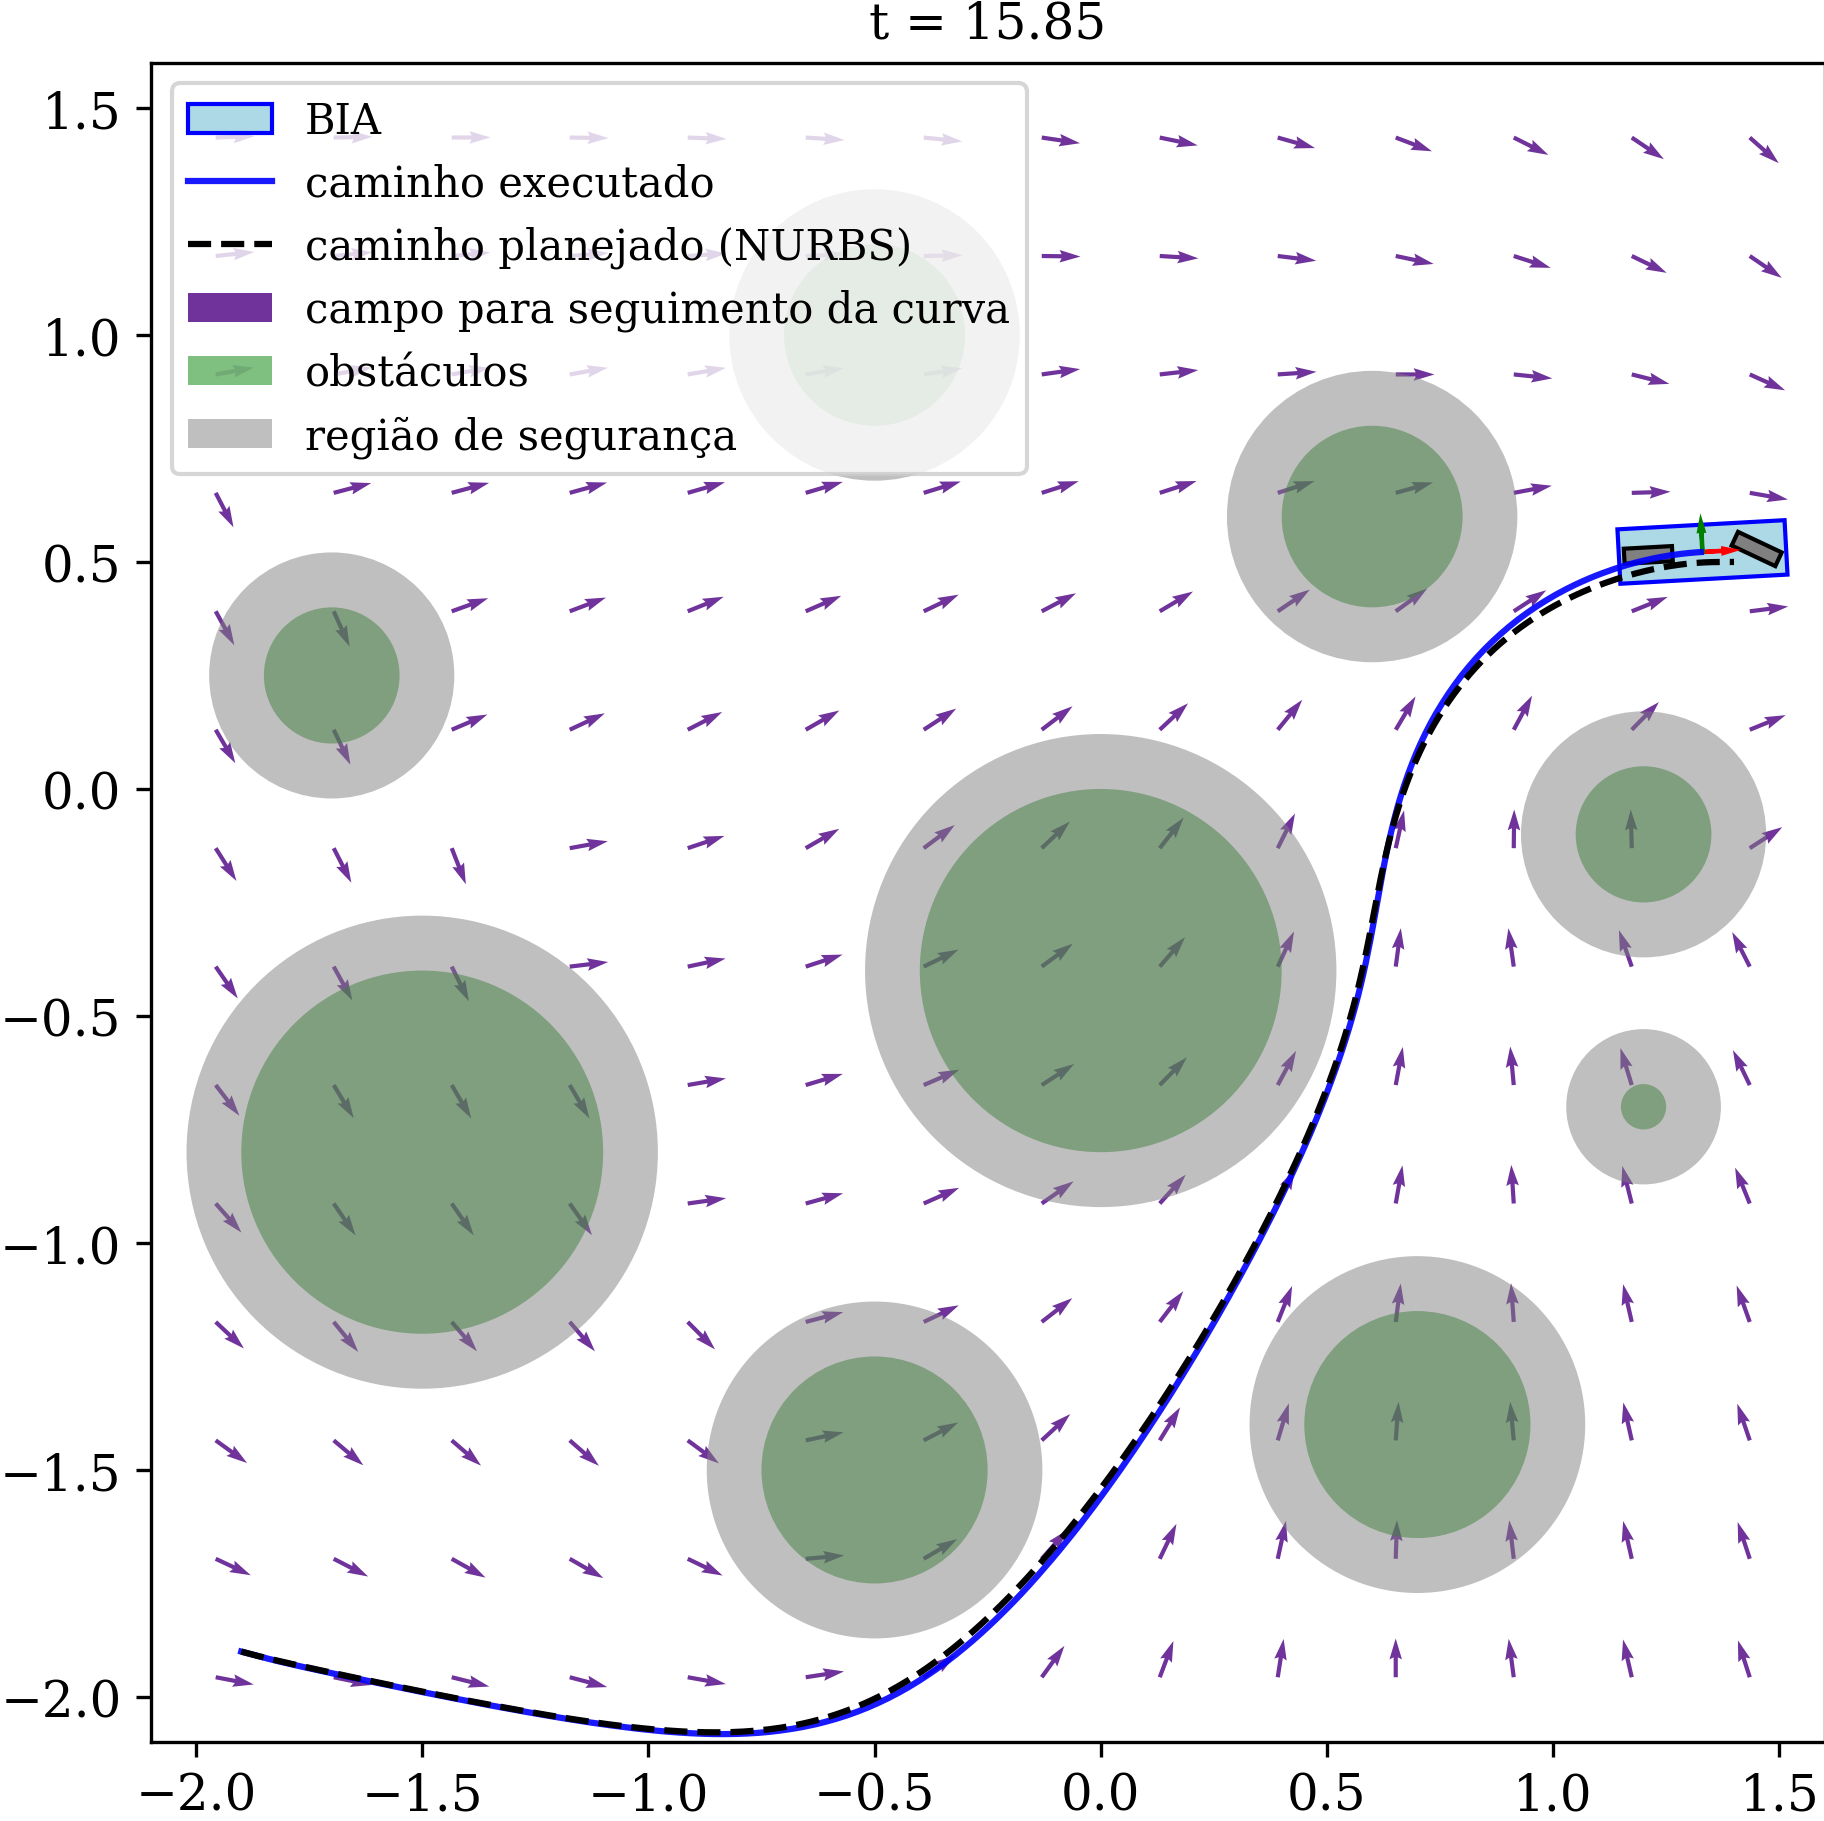 t = 15.85
BIA
caminho executado
caminho planejado (NURBS)
campo para seguimento da curva
obstáculos
região de segurança
1.5
1.0
0.5
0.0
−0.5
−1.0
−1.5
−2.0
−2.0 −1.5 −1.0 −0.5 0.0 0.5 1.0 1.5